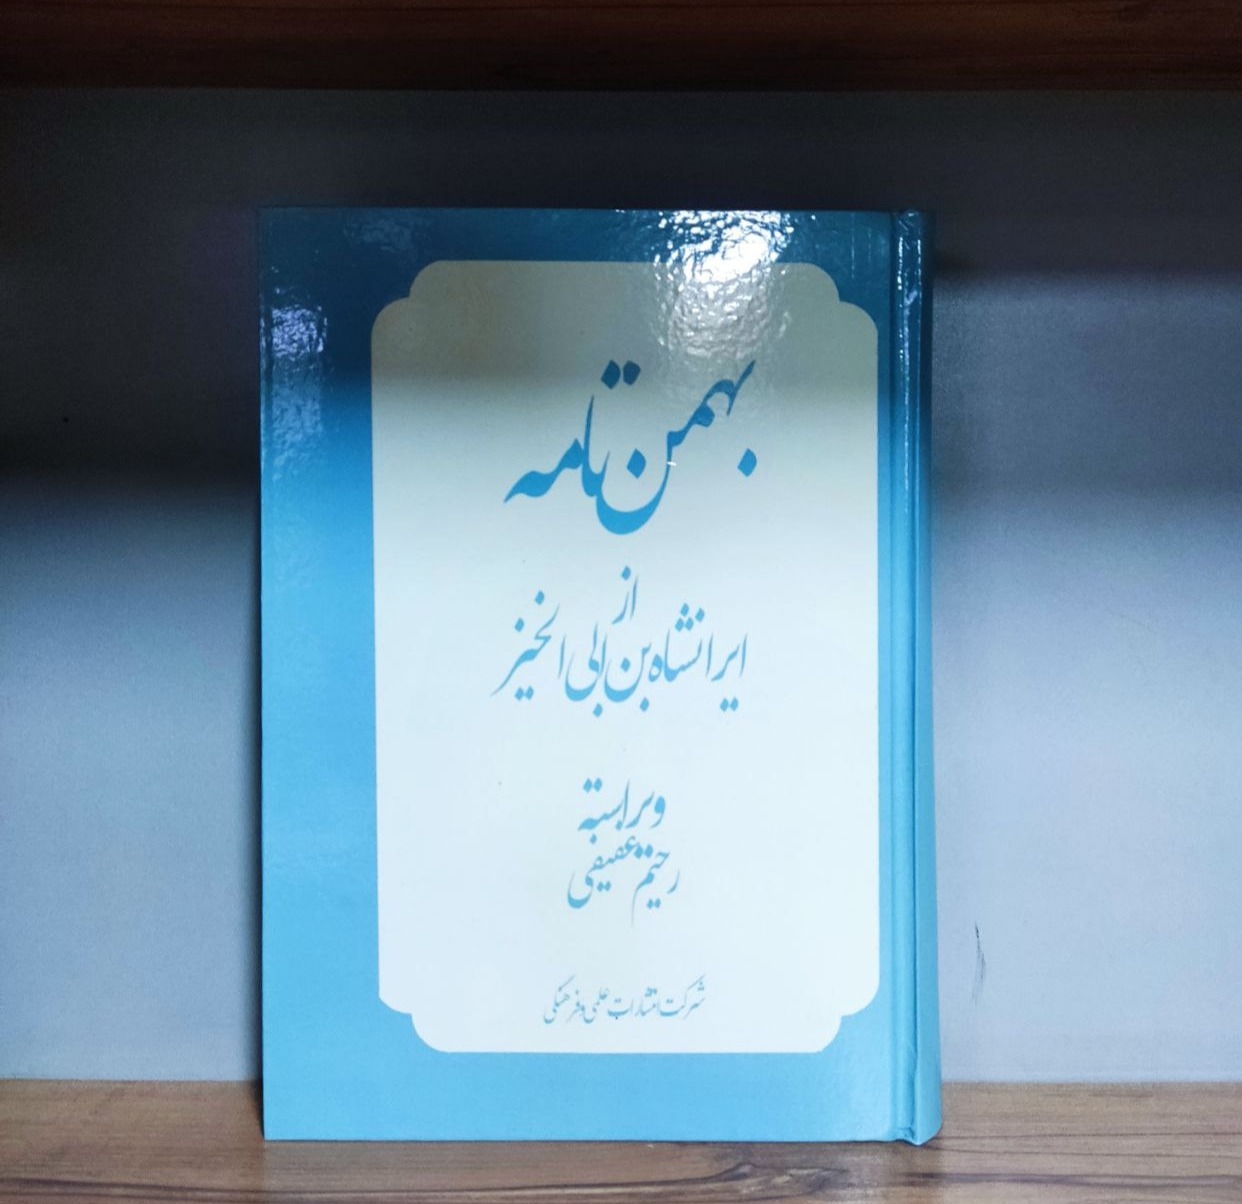 بهمن نامه
از
ایرانشاه بن ابی الخیر
ویراسته
رحیم عفیفی
شرکت انتشارات علمی و فرهنگی